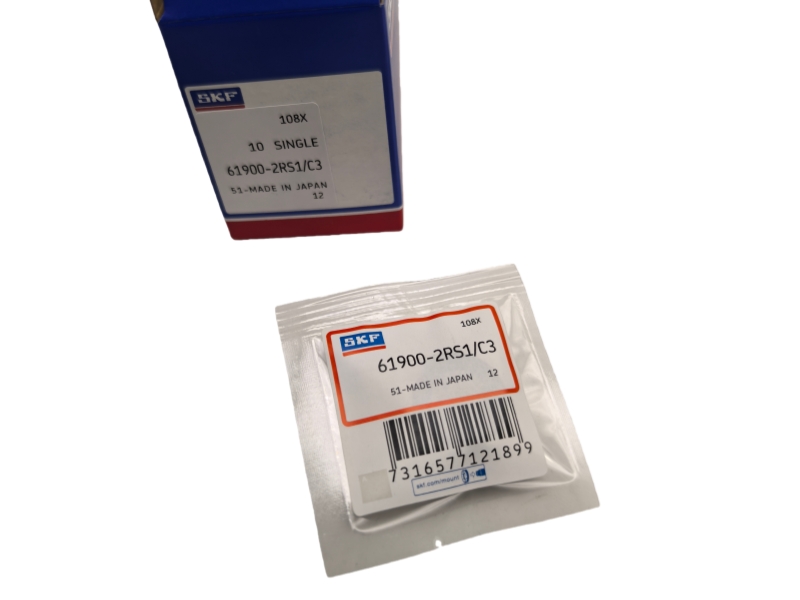 SKF
108X
10 SINGLE
61900-2RS1/C3
51-MADE IN JAPAN
12
SKF
108X
61900-2RS1/C3
51-MADE IN JAPAN 12
7316577121899
skf.com/mount